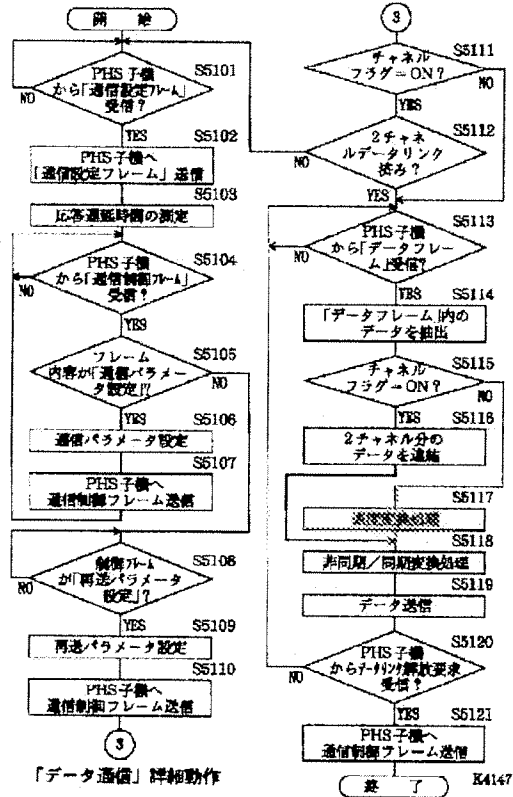 開 始
S5101
PHS子機
から「通信設定フレーム」
受信?
NO
YES
S5102
PHS子機へ
「通信設定フレーム」送信
S5103
応答遅延時間の測定
S5104
PHS子機
から「通信制御フレーム」
受信?
NO
YES
S5105
フレーム
内容が「通信パラメー
タ設定」?
NO
YES
S5106
通信パラメータ設定
S5107
PHS子機へ
通信制御フレーム送信
S5108
制御フレーム
が「再送パラメータ
設定」?
NO
YES
S5109
再送パラメータ設定
S5110
PHS子機へ
通信制御フレーム送信
3
「データ通信」詳細動作
3
S5111
チャネル
フラグ=ON?
NO
YES
S5112
2チャネ
ルデータリンク
済み?
NO
YES
S5113
PHS子機
から「データフレー
ム」受信?
NO
YES
S5114
「データフレーム」内の
データを抽出
S5115
チャネル
フラグ=ON?
NO
YES
S5116
2チャネル分の
データを連結
S5117
速度変換処理
S5118
非同期/同期変換処理
S5119
データ送信
S5120
PHS子機
からデータリンク解放要求
受信?
NO
YES
S5121
PHS子機へ
通信制御フレーム送信
終 了
K4147